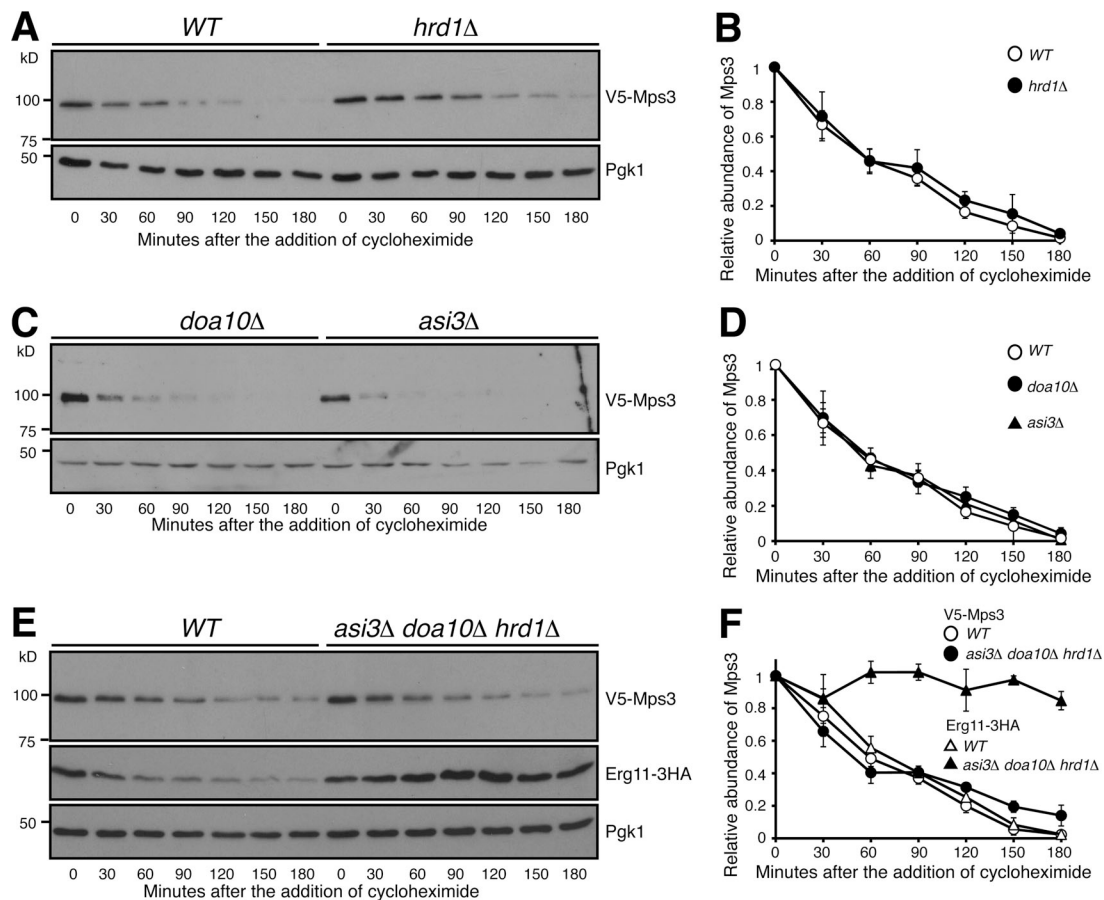 A
WT hrd1Δ
kD
100
75
50
V5-Mps3
Pgk1
0 30 60 90 120 150 180 0 30 60 90 120 150 180
Minutes after the addition of cycloheximide
B
WT
hrd1Δ
Relative abundance of Mps3
1
0.8
0.6
0.4
0.2
0
0 30 60 90 120 150 180
Minutes after the addition of cycloheximide
C
doa10Δ asi3Δ
kD
100
75
50
V5-Mps3
Pgk1
0 30 60 90 120 150 180 0 30 60 90 120 150 180
Minutes after the addition of cycloheximide
D
WT
doa10Δ
asi3Δ
Relative abundance of Mps3
1
0.8
0.6
0.4
0.2
0
0 30 60 90 120 150 180
Minutes after the addition of cycloheximide
E
WT asi3Δ doa10Δ hrd1Δ
kD
100
75
50
V5-Mps3
Erg11-3HA
Pgk1
0 30 60 90 120 150 180 0 30 60 90 120 150 180
Minutes after the addition of cycloheximide
F
V5-Mps3
WT
asi3Δ doa10Δ hrd1Δ
Erg11-3HA
WT
asi3Δ doa10Δ hrd1Δ
Relative abundance of Mps3
1
0.8
0.6
0.4
0.2
0
0 30 60 90 120 150 180
Minutes after the addition of cycloheximide